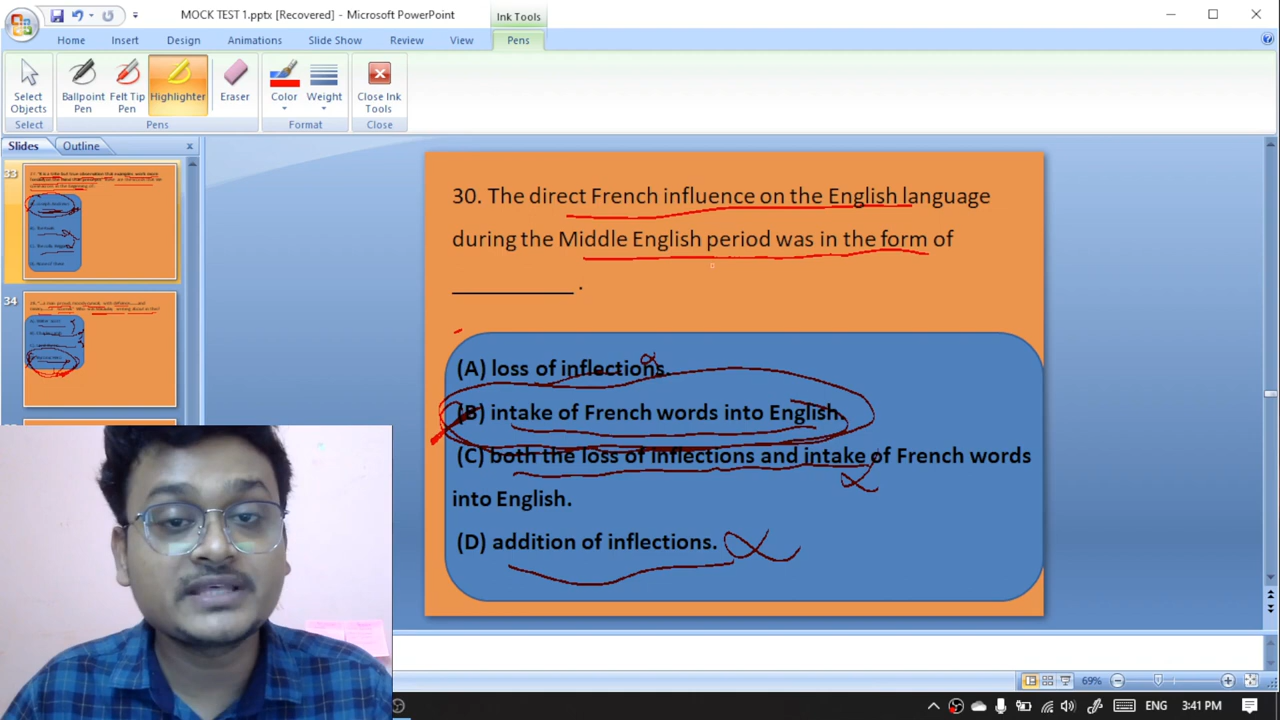 MOCK TEST 1.pptx [Recovered] - Microsoft PowerPoint
Ink Tools
Home Insert Design Animations Slide Show Review View Pens
Select Objects
Ballpoint Pen
Felt Tip Pen
Highlighter
Eraser
Color
Weight
Close Ink Tools
Select
Pens
Format
Close
Slides Outline
33
34
30. The direct French influence on the English language
during the Middle English period was in the form of
__________ .
(A) loss of inflections.
(B) intake of French words into English.
(C) both the loss of inflections and intake of French words
into English.
(D) addition of inflections.
69%
ENG 3:41 PM